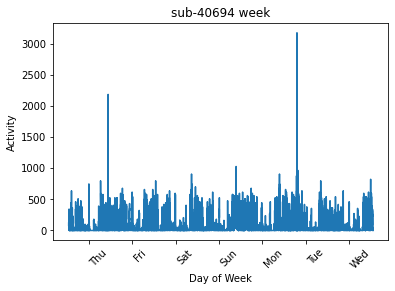 sub-40694 week
Activity
3000
2500
2000
1500
1000
500
0
Thu
Fri
Sat
Sun
Mon
Tue
Wed
Day of Week